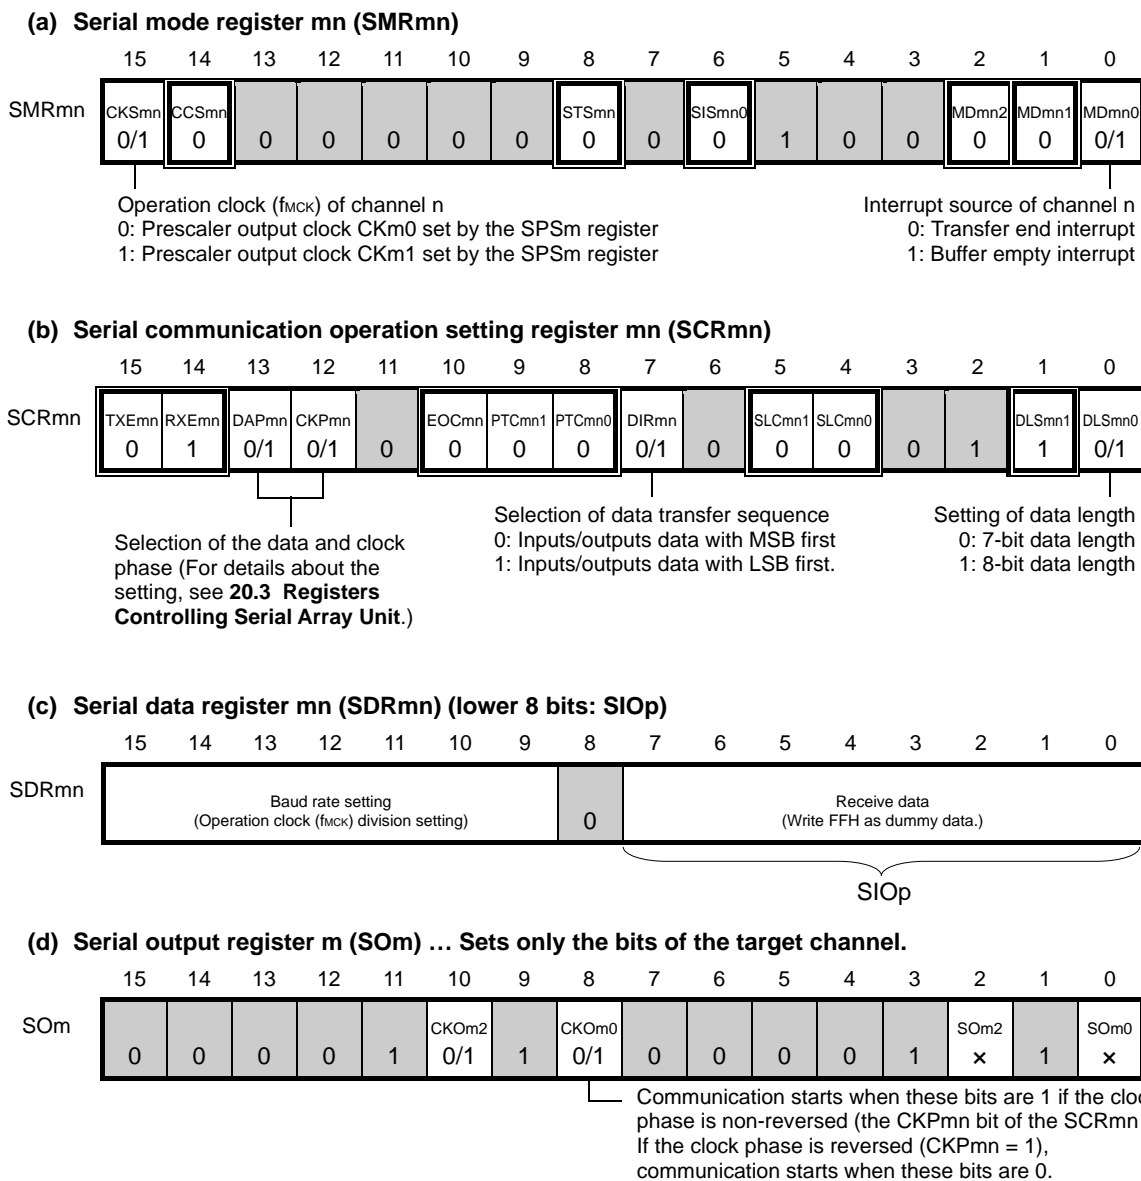 (a) Serial mode register mn (SMRmn)
15 14 13 12 11 10 9 8 7 6 5 4 3 2 1 0
SMRmn
CKSmn CCSmn STSmn SISmn0 MDmn2 MDmn1 MDmn0
0/1 0 0 0 0 0 0 0 0 0 1 0 0 0 0 0/1
Operation clock (fMCK) of channel n
0: Prescaler output clock CKm0 set by the SPSm register
1: Prescaler output clock CKm1 set by the SPSm register
Interrupt source of channel n
0: Transfer end interrupt
1: Buffer empty interrupt
(b) Serial communication operation setting register mn (SCRmn)
15 14 13 12 11 10 9 8 7 6 5 4 3 2 1 0
SCRmn
TXEmn RXEmn DAPmn CKPmn EOCmn PTCmn1 PTCmn0 DIRmn SLCmn1 SLCmn0 DLSmn1 DLSmn0
0 1 0/1 0/1 0 0 0 0 0/1 0 0 0 0 1 1 0/1
Selection of the data and clock
phase (For details about the
setting, see 20.3 Registers
Controlling Serial Array Unit.)
Selection of data transfer sequence
0: Inputs/outputs data with MSB first
1: Inputs/outputs data with LSB first.
Setting of data length
0: 7-bit data length
1: 8-bit data length
(c) Serial data register mn (SDRmn) (lower 8 bits: SIOp)
15 14 13 12 11 10 9 8 7 6 5 4 3 2 1 0
SDRmn
Baud rate setting
(Operation clock (fMCK) division setting)
0
Receive data
(Write FFH as dummy data.)
SIOp
(d) Serial output register m (SOm) … Sets only the bits of the target channel.
15 14 13 12 11 10 9 8 7 6 5 4 3 2 1 0
SOm
CKOm2 CKOm0 SOm2 SOm0
0 0 0 0 1 0/1 1 0/1 0 0 0 0 1 × 1 ×
Communication starts when these bits are 1 if the
phase is non-reversed (the CKPmn bit of the SCRmn
If the clock phase is reversed (CKPmn = 1),
communication starts when these bits are 0.